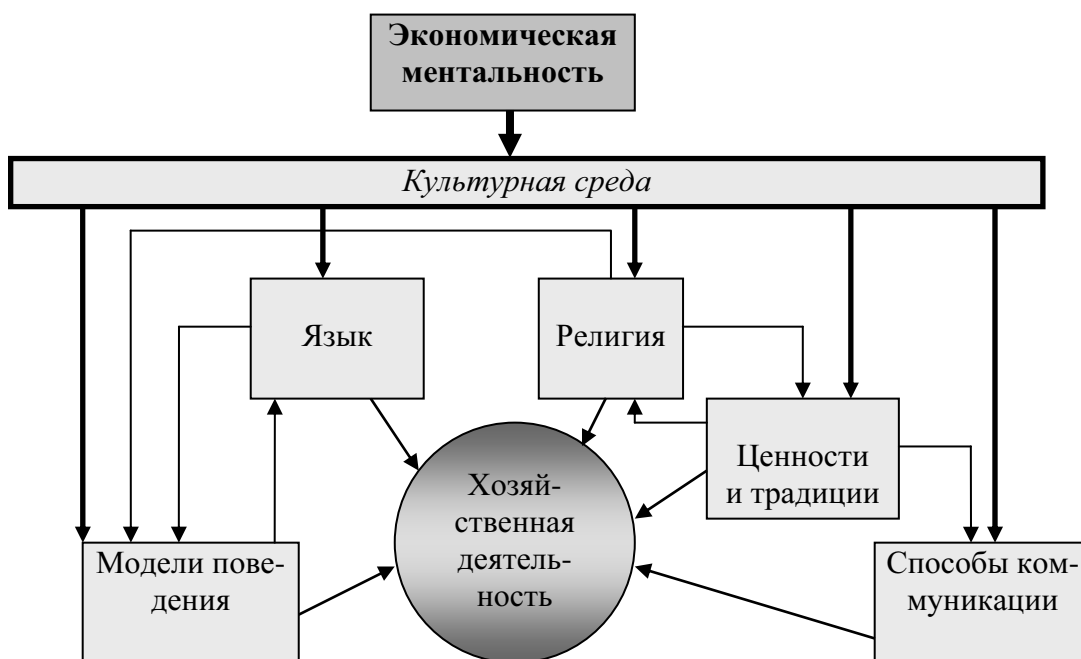 Экономическая
ментальность
Культурная среда
Язык
Религия
Ценности
и традиции
Хозяй-
ственная
деятель-
ность
Модели пове-
дения
Способы ком-
муникации